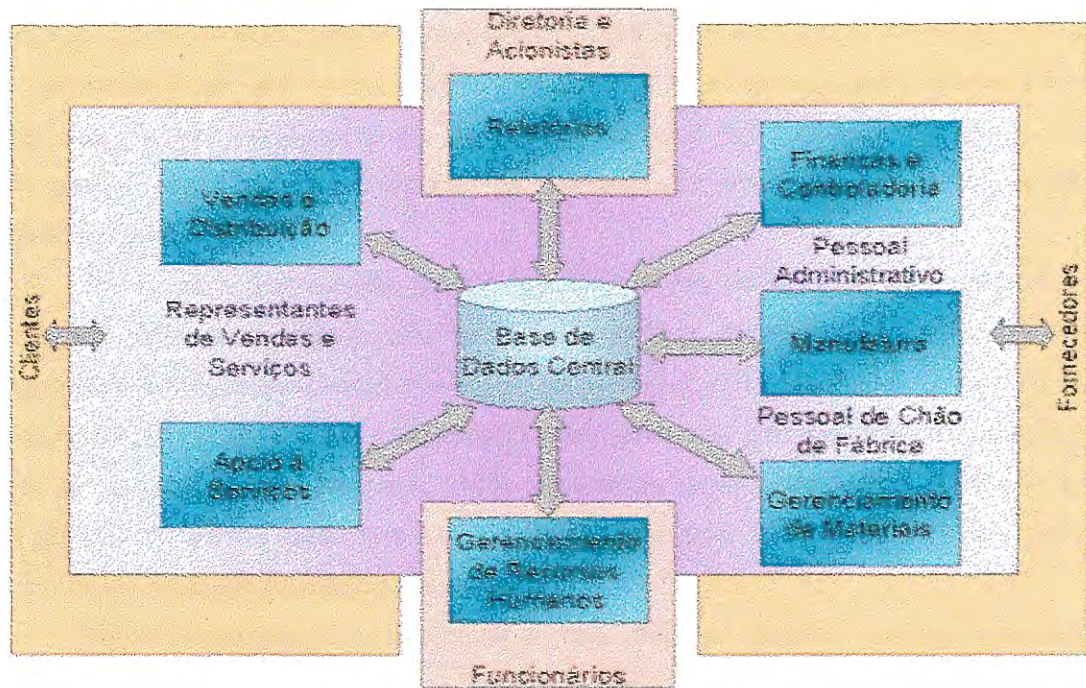 Diretoria e
Acionistas
Relatórios
Vendas e
Distribuição
Finanças e
Controladoria
Pessoal
Administrativo
Clientes
Representantes
de Vendas e
Serviços
Base de
Dados Central
Manufatura
Fornecedores
Pessoal de Chão
de Fábrica
Apoio a
Serviços
Gerenciamento
de Materiais
Gerenciamento
de Recursos
Humanos
Funcionários